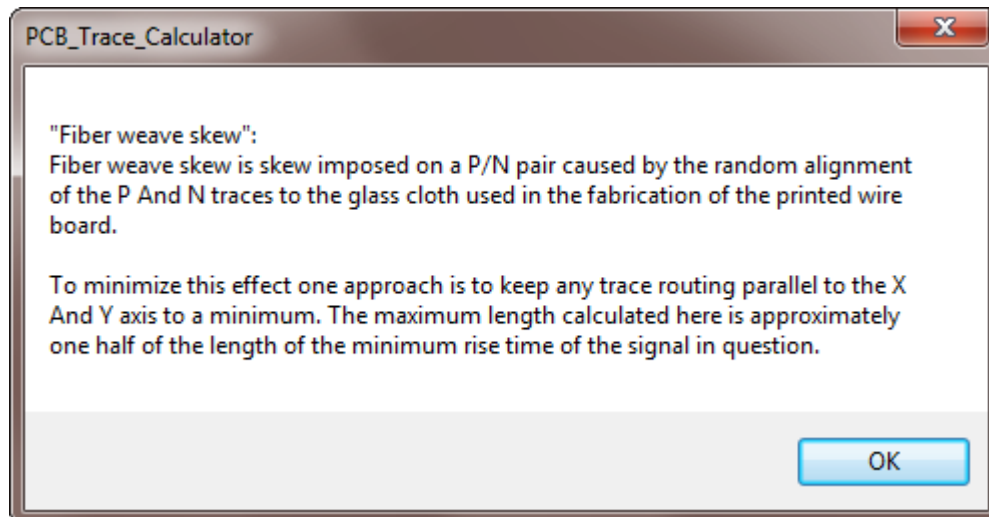 PCB_Trace_Calculator
"Fiber weave skew":
Fiber weave skew is skew imposed on a P/N pair caused by the random alignment
of the P And N traces to the glass cloth used in the fabrication of the printed wire
board.
To minimize this effect one approach is to keep any trace routing parallel to the X
And Y axis to a minimum. The maximum length calculated here is approximately
one half of the length of the minimum rise time of the signal in question.
OK